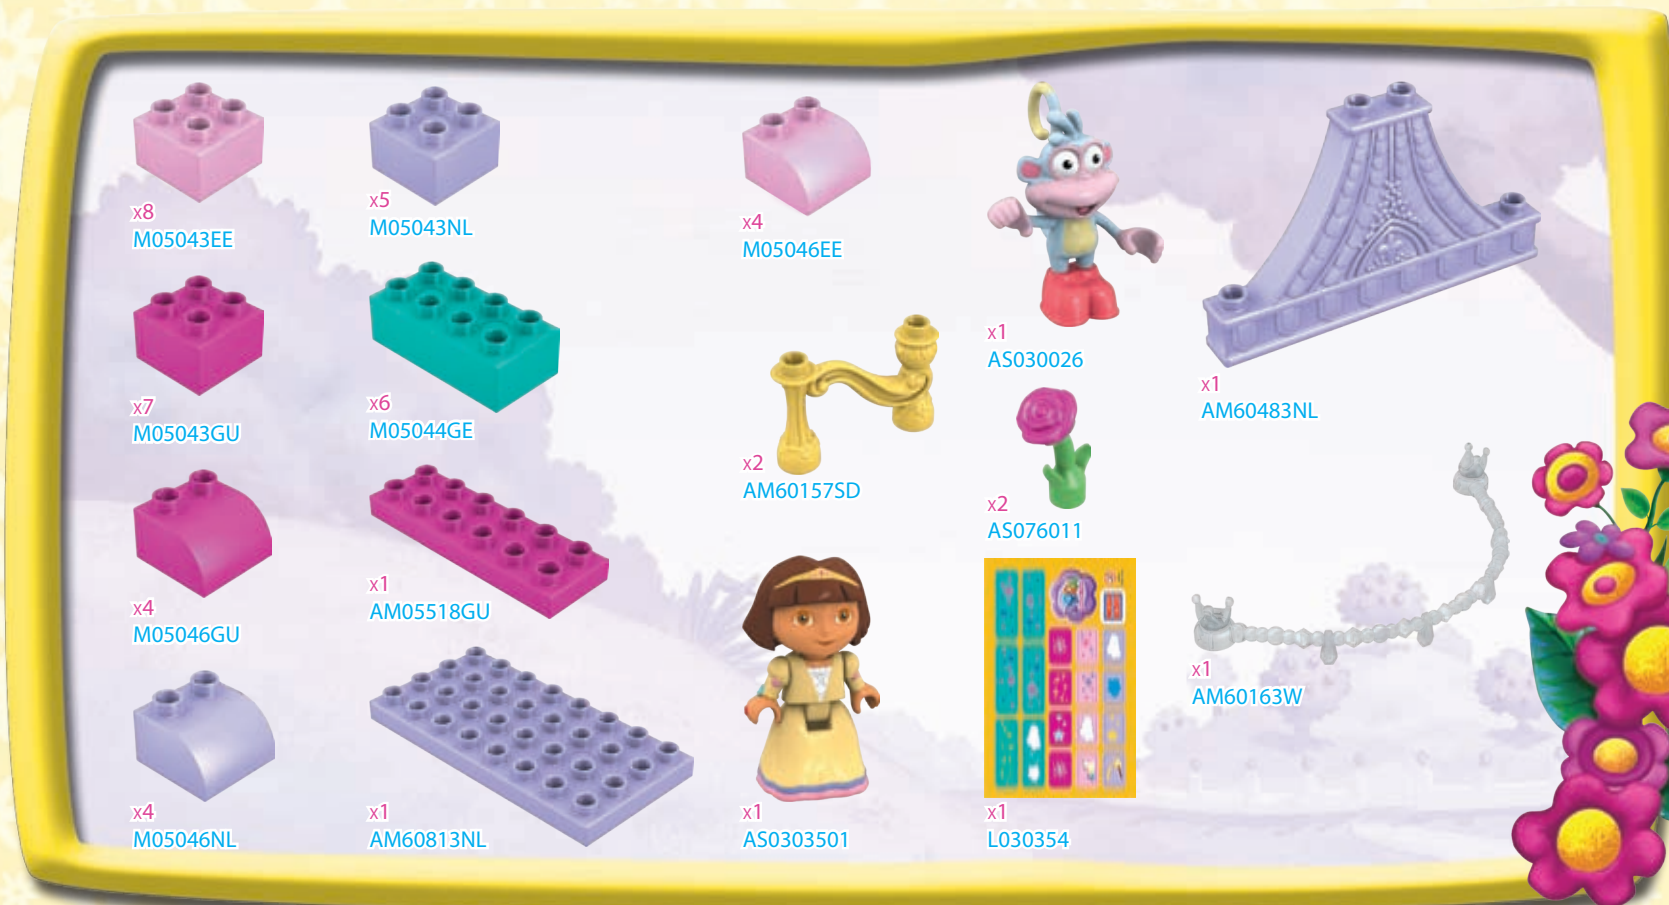 x8
M05043EE
x7
M05043GU
x4
M05046GU
x4
M05046NL
x5
M05043NL
x6
M05044GE
x1
AM05518GU
x1
AM60813NL
x4
M05046EE
x2
AM60157SD
x1
AS0303501
x1
AS030026
x2
AS076011
x1
L030354
x1
AM60483NL
x1
AM60163W